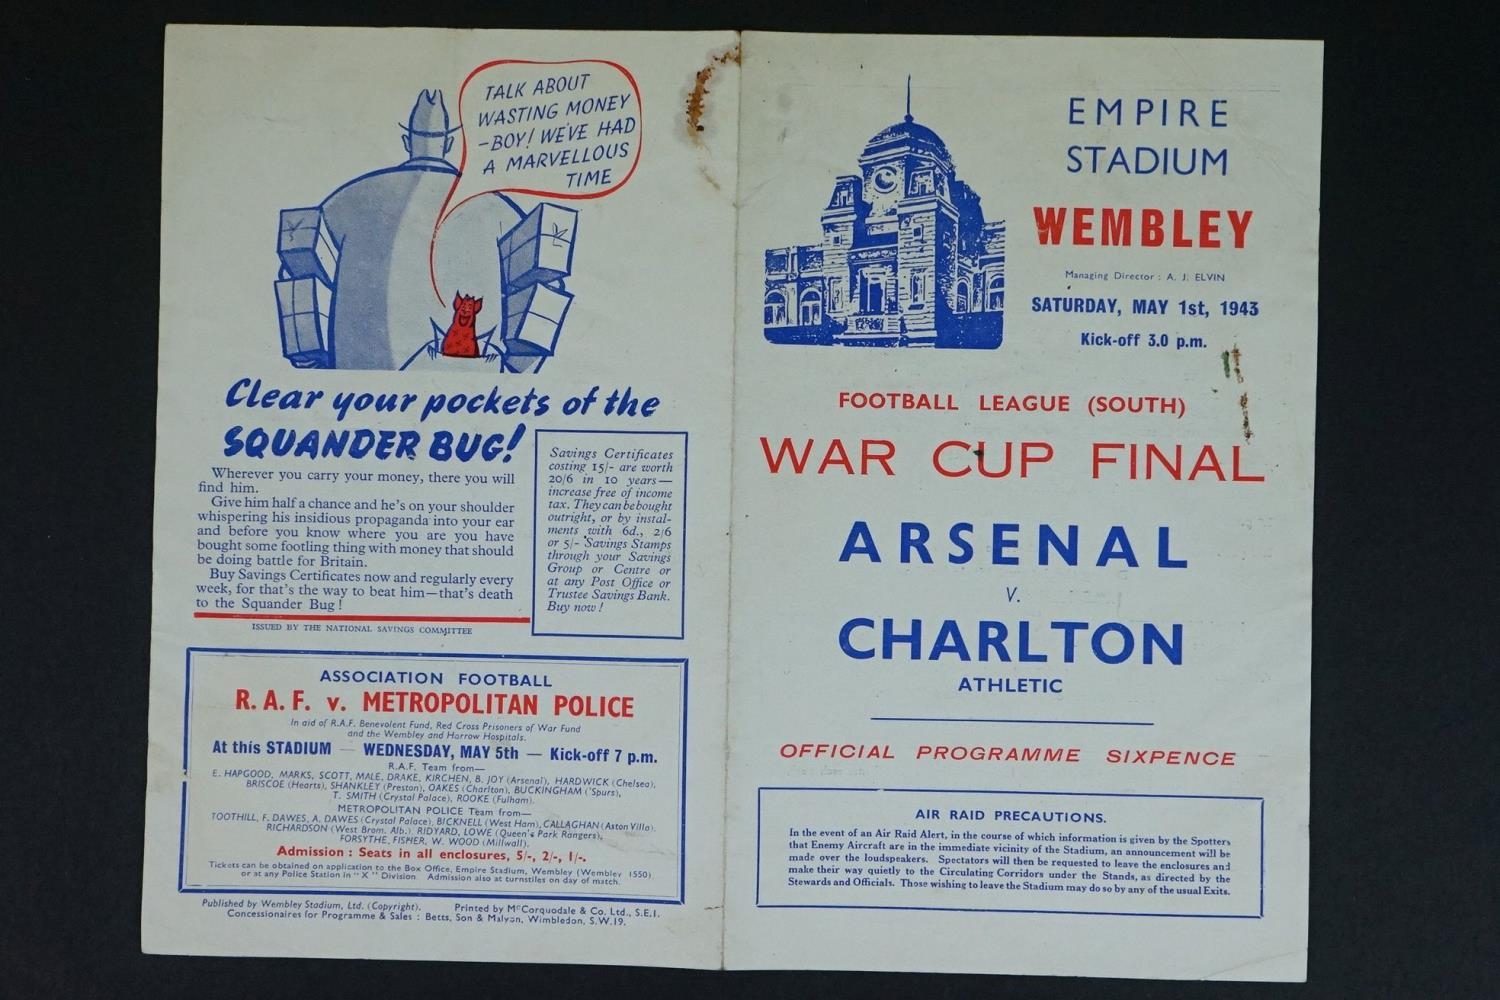 TALK ABOUT
WASTING MONEY
-BOY! WE'VE HAD
A MARVELLOUS
TIME
Clear your pockets of the
SQUANDER BUG!
Wherever you carry your money, there you will
find him.
Give him half a chance and he's on your shoulder
whispering his insidious propaganda into your ear
and before you know where you are you have
bought some footling thing with money that should
be doing battle for Britain.
Buy Savings Certificates now and regularly every
week, for that's the way to beat him—that's death
to the Squander Bug!
ISSUED BY THE NATIONAL SAVINGS COMMITTEE
Savings Certificates
costing 15/- are worth
20/6 in 10 years—
increase free of income
tax. They can be bought
outright, or by instal-
ments with 6d., 2/6
or 5/- Savings Stamps
through your Savings
Group or Centre or
at any Post Office or
Trustee Savings Bank.
Buy now!
ASSOCIATION FOOTBALL
R.A.F. v. METROPOLITAN POLICE
In aid of R.A.F. Benevolent Fund, Red Cross Prisoners of War Fund
and the Wembley and Harrow Hospitals.
At this STADIUM — WEDNESDAY, MAY 5th — Kick-off 7 p.m.
R.A.F. Team from—
E. HAPGOOD, MARKS, SCOTT, MALE, DRAKE, KIRCHEN, B. JOY (Arsenal), HARDWICK (Chelsea),
BRISCOE (Hearts), SHANKLEY (Preston), OAKES (Charlton), BUCKINGHAM ('Spurs),
T. SMITH (Crystal Palace), ROOKE (Fulham).
METROPOLITAN POLICE Team from—
TOOTHILL, F. DAWES, A. DAWES (Crystal Palace), BICKNELL (West Ham), CALLAGHAN (Aston Villa),
RICHARDSON (West Brom. Alb.), RIDYARD, LOWE (Queen's Park Rangers),
FORSYTHE, FISHER, W. WOOD (Millwall).
Admission : Seats in all enclosures, 5/-, 2/-, 1/-.
Tickets can be obtained on application to the Box Office, Empire Stadium, Wembley (Wembley 1550)
or at any Police Station in "X" Division. Admission also at turnstiles on day of match.
Published by Wembley Stadium, Ltd. (Copyright). Printed by McCorquodale & Co. Ltd., S.E.1.
Concessionaires for Programme & Sales : Betts, Son & Malyon, Wimbledon, S.W.19.
EMPIRE
STADIUM
WEMBLEY
Managing Director : A. J. ELVIN
SATURDAY, MAY 1st, 1943
Kick-off 3.0 p.m.
FOOTBALL LEAGUE (SOUTH)
WAR CUP FINAL
ARSENAL
V.
CHARLTON
ATHLETIC
OFFICIAL PROGRAMME SIXPENCE
AIR RAID PRECAUTIONS.
In the event of an Air Raid Alert, in the course of which information is given by the Spotters
that Enemy Aircraft are in the immediate vicinity of the Stadium, an announcement will be
made over the loudspeakers. Spectators will then be requested to leave the enclosures and
make their way quietly to the Circulating Corridors under the Stands, as directed by the
Stewards and Officials. Those wishing to leave the Stadium may do so by any of the usual Exits.